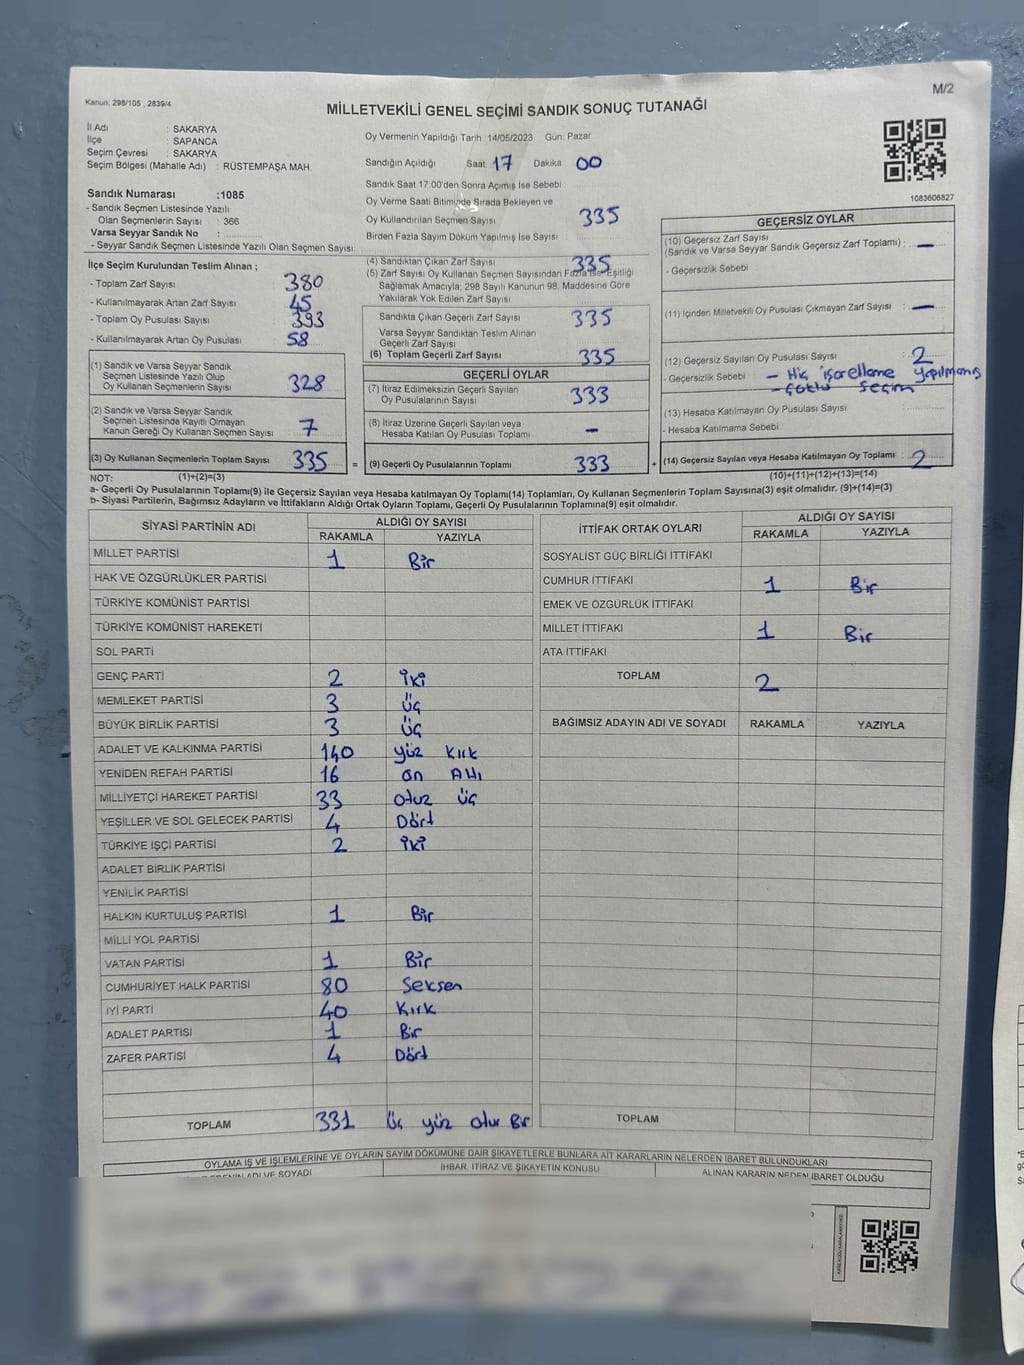 M/2
Kanun: 298/105 , 2839/4
MİLLETVEKİLİ GENEL SEÇİMİ SANDIK SONUÇ TUTANAĞI
İl Adı : SAKARYA
İlçe : SAPANCA
Seçim Çevresi : SAKARYA
Seçim Bölgesi (Mahalle Adı) : RÜSTEMPAŞA MAH.
Sandık Numarası :1085
- Sandık Seçmen Listesinde Yazılı
Olan Seçmenlerin Sayısı : 366
Varsa Seyyar Sandık No :
- Seyyar Sandık Seçmen Listesinde Yazılı Olan Seçmen Sayısı:
Oy Vermenin Yapıldığı Tarih :14/05/2023 Gün: Pazar
Sandığın Açıldığı Saat: 17 Dakika 00
Sandık Saat 17:00'den Sonra Açımış İse Sebebi:
Oy Verme Saati Bitiminde Sırada Bekleyen ve
Oy Kullandırılan Seçmen Sayısı 335
Birden Fazla Sayım Döküm Yapılmış İse Sayısı
1083606827
İlçe Seçim Kurulundan Teslim Alınan ;
- Toplam Zarf Sayısı 380
- Kullanılmayarak Artan Zarf Sayısı 45
- Toplam Oy Pusulası Sayısı 393
- Kullanılmayarak Artan Oy Pusulası 58
(1) Sandık ve Varsa Seyyar Sandık
Seçmen Listesinde Yazılı Olup
Oy Kullanan Seçmenlerin Sayısı 328
(2) Sandık ve Varsa Seyyar Sandık
Seçmen Listesinde Kayıtlı Olmayan
Kanun Gereği Oy Kullanan Seçmen Sayısı 7
(3) Oy Kullanan Seçmenlerin Toplam Sayısı 335 =
(4) Sandıktan Çıkan Zarf Sayısı 335
(5) Zarf Sayısı Oy Kullanan Seçmen Sayısından Fazla ise, Eşitliği
Sağlamak Amacıyla; 298 Sayılı Kanunun 98. Maddesine Göre
Yakılarak Yok Edilen Zarf Sayısı
Sandıkta Çıkan Geçerli Zarf Sayısı 335
Varsa Seyyar Sandıktan Teslim Alınan
Geçerli Zarf Sayısı
(6) Toplam Geçerli Zarf Sayısı 335
GEÇERLİ OYLAR
(7) İtiraz Edilmeksizin Geçerli Sayılan
Oy Pusulalarının Sayısı 333
(8) İtiraz Üzerine Geçerli Sayılan veya
Hesaba Katılan Oy Pusulası Toplamı –
(9) Geçerli Oy Pusulalarının Toplamı 333 +
GEÇERSİZ OYLAR
(10) Geçersiz Zarf Sayısı
(Sandık ve Varsa Seyyar Sandık Geçersiz Zarf Toplamı) : –
- Geçersizlik Sebebi
(11) İçinden Milletvekili Oy Pusulası Çıkmayan Zarf Sayısı : –
(12) Geçersiz Sayılan Oy Pusulası Sayısı : 2
- Geçersizlik Sebebi - Hiç işaretleme yapılmamış
- Çoklu seçim
(13) Hesaba Katılmayan Oy Pusulası Sayısı
- Hesaba Katılmama Sebebi
(14) Geçersiz Sayılan veya Hesaba Katılmayan Oy Toplamı : 2
NOT: (1)+(2)=(3) (10)+(11)+(12)+(13)=(14)
a- Geçerli Oy Pusulalarının Toplamı(9) ile Geçersiz Sayılan veya Hesaba katılmayan Oy Toplamı(14) Toplamları, Oy Kullanan Seçmenlerin Toplam Sayısına(3) eşit olmalıdır. (9)+(14)=(3)
b- Siyasi Partilerin, Bağımsız Adayların ve İttifakların Aldığı Ortak Oyların Toplamı, Geçerli Oy Pusulalarının Toplamına(9) eşit olmalıdır.
SİYASİ PARTİNİN ADI ALDIĞI OY SAYISI
RAKAMLA YAZIYLA
MİLLET PARTİSİ 1 Bir
HAK VE ÖZGÜRLÜKLER PARTİSİ
TÜRKİYE KOMÜNİST PARTİSİ
TÜRKİYE KOMÜNİST HAREKETİ
SOL PARTİ
GENÇ PARTİ 2 İki
MEMLEKET PARTİSİ 3 Üç
BÜYÜK BİRLİK PARTİSİ 3 Üç
ADALET VE KALKINMA PARTİSİ 140 yüz Kırk
YENİDEN REFAH PARTİSİ 16 on Altı
MİLLİYETÇİ HAREKET PARTİSİ 33 otuz üç
YEŞİLLER VE SOL GELECEK PARTİSİ 4 Dört
TÜRKİYE İŞÇİ PARTİSİ 2 İki
ADALET BİRLİK PARTİSİ
YENİLİK PARTİSİ
HALKIN KURTULUŞ PARTİSİ 1 Bir
MİLLİ YOL PARTİSİ
VATAN PARTİSİ 1 Bir
CUMHURİYET HALK PARTİSİ 80 Seksen
İYİ PARTİ 40 Kırk
ADALET PARTİSİ 1 Bir
ZAFER PARTİSİ 4 Dört
TOPLAM 331 Üç yüz otuz Bir
İTTİFAK ORTAK OYLARI ALDIĞI OY SAYISI
RAKAMLA YAZIYLA
SOSYALİST GÜÇ BİRLİĞİ İTTİFAKI
CUMHUR İTTİFAKI 1 Bir
EMEK VE ÖZGÜRLÜK İTTİFAKI
MİLLET İTTİFAKI 1 Bir
ATA İTTİFAKI
TOPLAM 2
BAĞIMSIZ ADAYIN ADI VE SOYADI RAKAMLA YAZIYLA
TOPLAM
OYLAMA İŞ VE İŞLEMLERİNE VE OYLARIN SAYIM DÖKÜMÜNE DAİR ŞİKAYETLERLE BUNLARA AİT KARARLARIN NELERDEN İBARET BULUNDUKLARI
ADI VE SOYADI İHBAR, İTİRAZ VE ŞİKAYETİN KONUSU ALINAN KARARIN NEDEN İBARET OLDUĞU